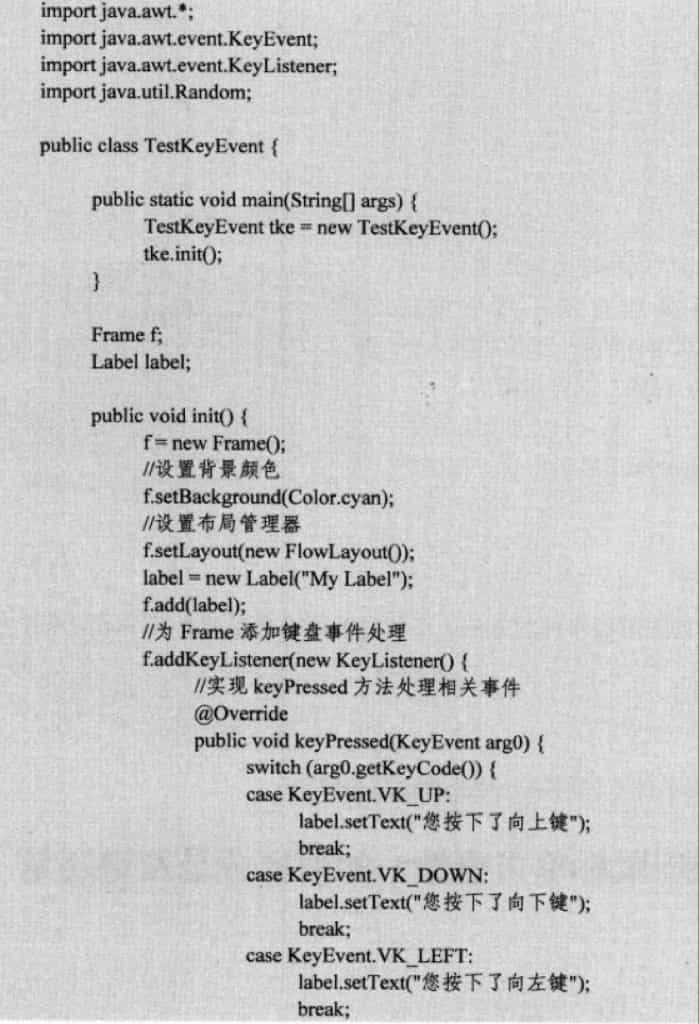 import java.awt.*;
import java.awt.event.KeyEvent;
import java.awt.event.KeyListener;
import java.util.Random;
public class TestKeyEvent {
public static void main(String[] args) {
TestKeyEvent tke = new TestKeyEvent();
tke.init();
}
Frame f;
Label label;
public void init() {
f = new Frame();
//设置背景颜色
f.setBackground(Color.cyan);
//设置布局管理器
f.setLayout(new FlowLayout());
label = new Label("My Label");
f.add(label);
//为 Frame 添加键盘事件处理
f.addKeyListener(new KeyListener() {
//实现 keyPressed 方法处理相关事件
@Override
public void keyPressed(KeyEvent arg0) {
switch (arg0.getKeyCode()) {
case KeyEvent.VK_UP:
label.setText("您按下了向上键");
break;
case KeyEvent.VK_DOWN:
label.setText("您按下了向下键");
break;
case KeyEvent.VK_LEFT:
label.setText("您按下了向左键");
break;